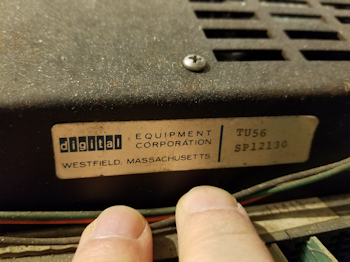 digital EQUIPMENT
CORPORATION
WESTFIELD, MASSACHUSETTS
TU56
SP12130